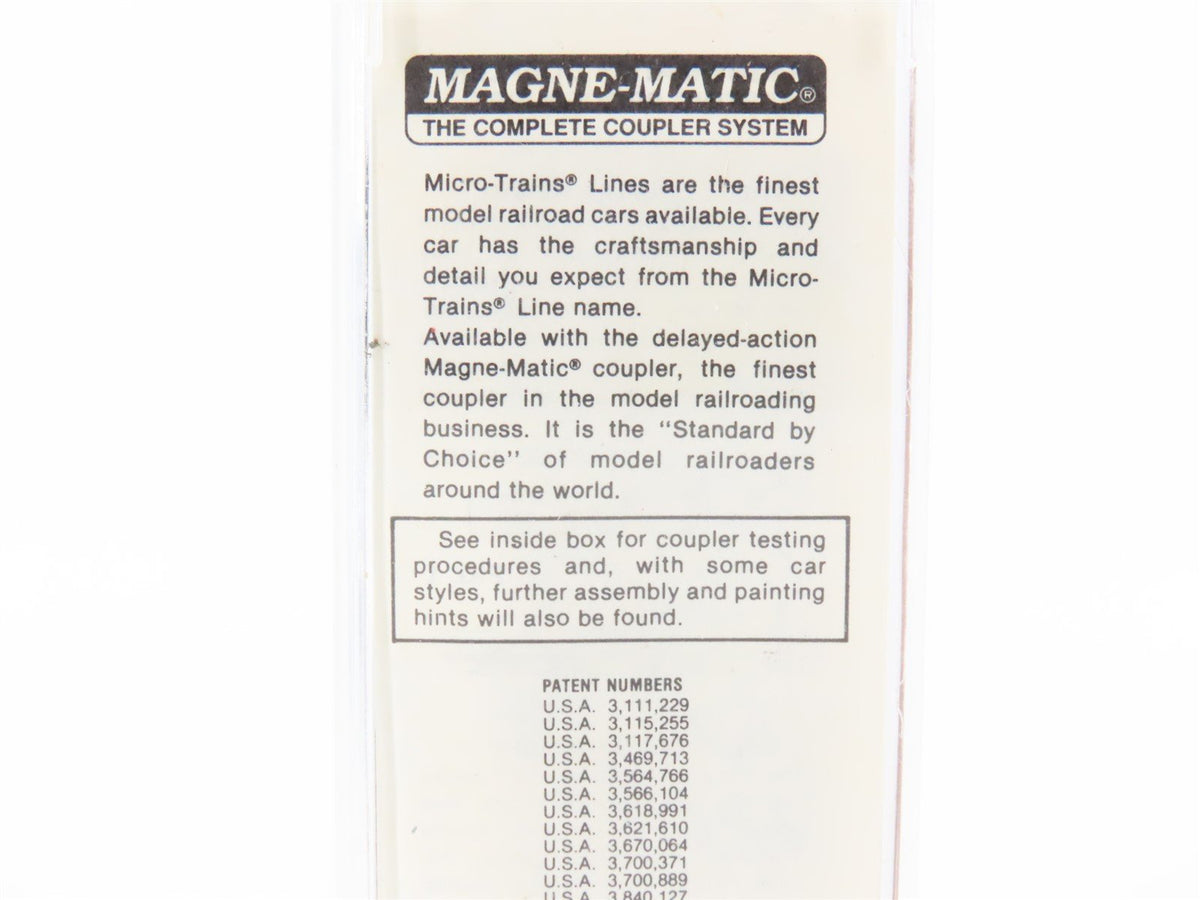 MAGNE-MATIC®
THE COMPLETE COUPLER SYSTEM
Micro-Trains® Lines are the finest
model railroad cars available. Every
car has the craftsmanship and
detail you expect from the Micro-
Trains® Line name.
Available with the delayed-action
Magne-Matic® coupler, the finest
coupler in the model railroading
business. It is the “Standard by
Choice” of model railroaders
around the world.
See inside box for coupler testing
procedures and, with some car
styles, further assembly and painting
hints will also be found.
PATENT NUMBERS
U.S.A. 3,111,229
U.S.A. 3,115,255
U.S.A. 3,117,676
U.S.A. 3,469,713
U.S.A. 3,564,766
U.S.A. 3,566,104
U.S.A. 3,618,991
U.S.A. 3,621,610
U.S.A. 3,670,064
U.S.A. 3,700,371
U.S.A. 3,700,889
U.S.A. 3,840,127